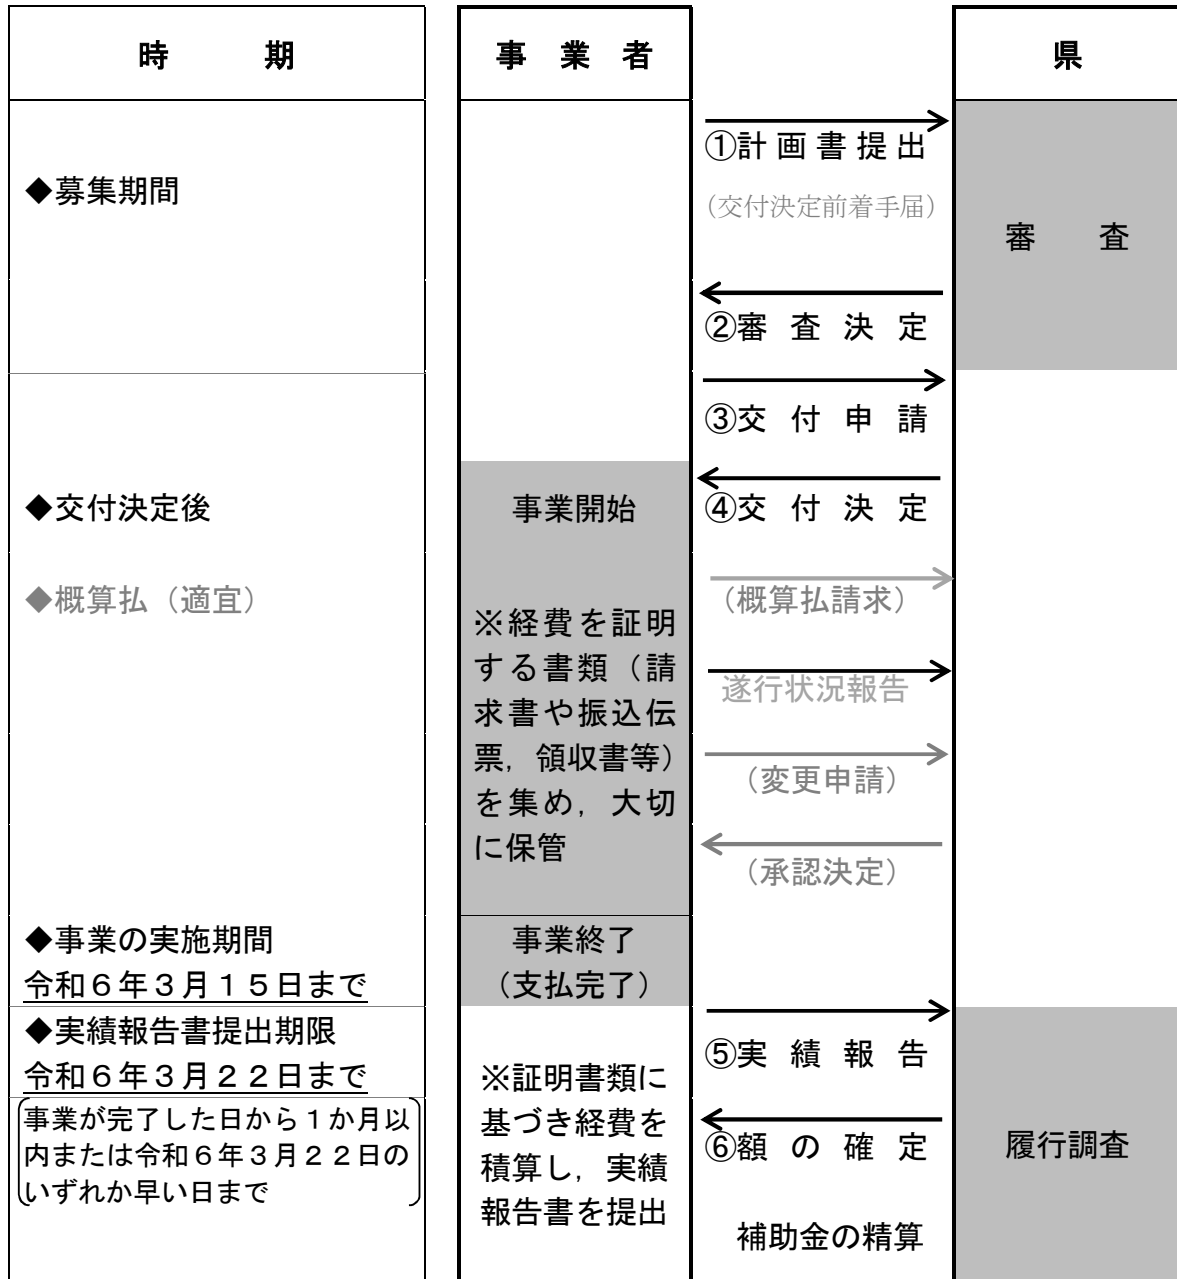 時　期
事　業　者
県
◆募集期間
①計画書提出
（交付決定前着手届）
審　査
②審査決定
③交付申請
◆交付決定後
事業開始
④交付決定
◆概算払（適宜）
（概算払請求）
※経費を証明
する書類（請
求書や振込伝
票，領収書等）
を集め，大切
に保管
遂行状況報告
（変更申請）
（承認決定）
◆事業の実施期間
令和６年３月１５日まで
事業終了
（支払完了）
◆実績報告書提出期限
令和６年３月２２日まで
事業が完了した日から１か月以
内または令和６年３月２２日の
いずれか早い日まで
※証明書類に
基づき経費を
積算し，実績
報告書を提出
⑤実績報告
⑥額の確定
補助金の精算
履行調査